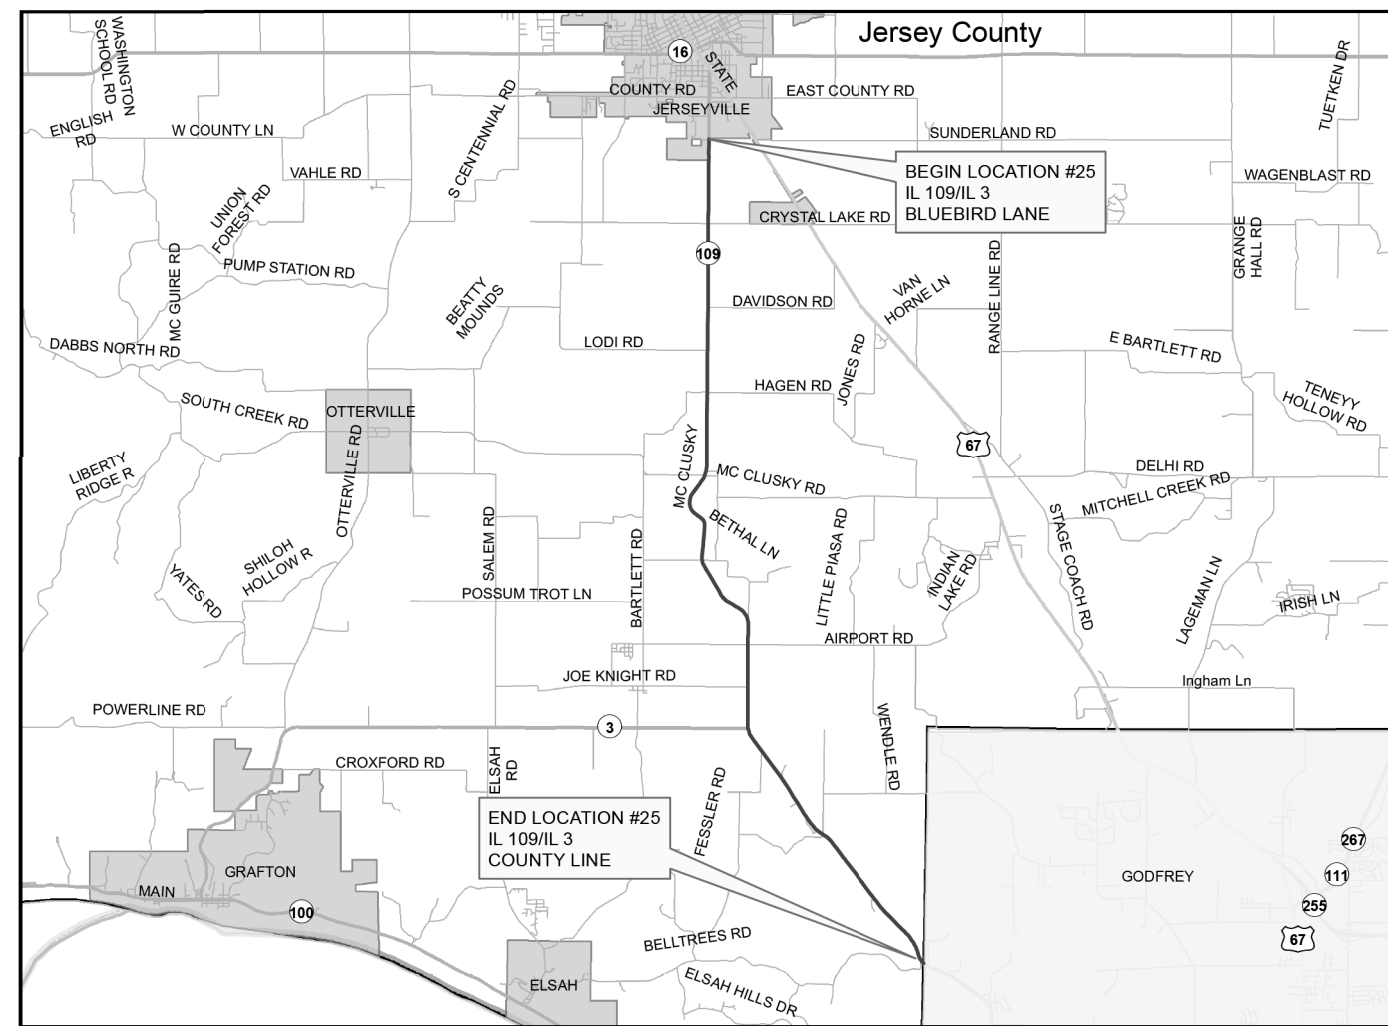 Jersey County
WASHINGTON
SCHOOL RD
16
STATE
TUETKEN DR
COUNTY RD
EAST COUNTY RD
JERSEYVILLE
ENGLISH
RD
W COUNTY LN
S CENTENNIAL RD
SUNDERLAND RD
VAHLE RD
BEGIN LOCATION #25
IL 109/IL 3
BLUEBIRD LANE
WAGENBLAST RD
UNION
FOREST RD
CRYSTAL LAKE RD
GRANGE
HALL RD
109
MC GUIRE RD
PUMP STATION RD
BEATTY
MOUNDS
DAVIDSON RD
VAN
HORNE LN
RANGE LINE RD
DABBS NORTH RD
LODI RD
JONES RD
E BARTLETT RD
HAGEN RD
TENEYY
HOLLOW RD
SOUTH CREEK RD
OTTERVILLE
OTTERVILLE RD
MC CLUSKY
67
LIBERTY
RIDGE R
MC CLUSKY RD
DELHI RD
MITCHELL CREEK RD
BETHAL LN
SALEM RD
BARTLETT RD
LITTLE PIASA RD
STAGE COACH RD
SHILOH
HOLLOW R
YATES RD
INDIAN
LAKE RD
LAGEMAN LN
POSSUM TROT LN
IRISH LN
AIRPORT RD
JOE KNIGHT RD
Ingham Ln
POWERLINE RD
3
WENDLE RD
CROXFORD RD
ELSAH
RD
FESSLER RD
END LOCATION #25
IL 109/IL 3
COUNTY LINE
267
GRAFTON
GODFREY
111
MAIN
100
255
67
BELLTREES RD
ELSAH
ELSAH HILLS DR